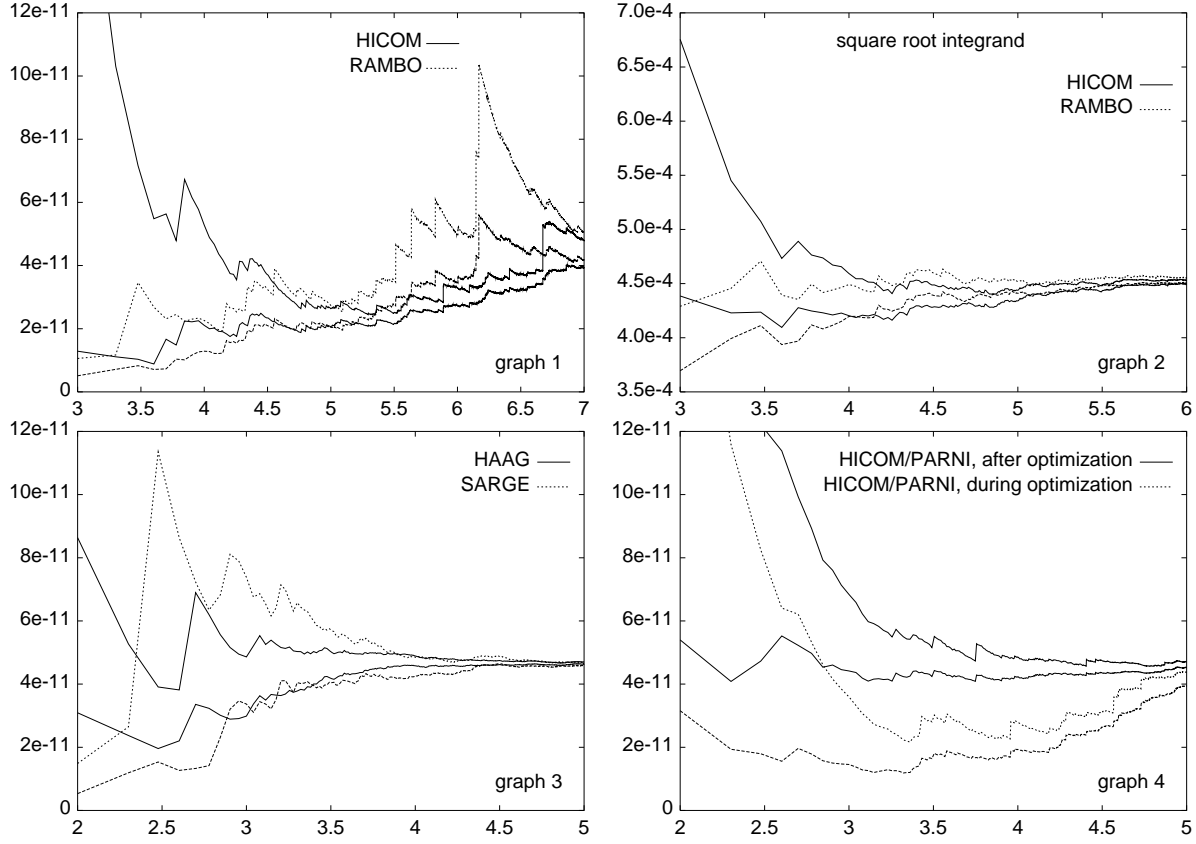 12e-11
10e-11
8e-11
6e-11
4e-11
2e-11
0
3 3.5 4 4.5 5 5.5 6 6.5 7
HICOM
RAMBO
graph 1
7.0e-4
6.5e-4
6.0e-4
5.5e-4
5.0e-4
4.5e-4
4.0e-4
3.5e-4
3 3.5 4 4.5 5 5.5 6
square root integrand
HICOM
RAMBO
graph 2
12e-11
10e-11
8e-11
6e-11
4e-11
2e-11
0
2 2.5 3 3.5 4 4.5 5
HAAG
SARGE
graph 3
12e-11
10e-11
8e-11
6e-11
4e-11
2e-11
0
2 2.5 3 3.5 4 4.5 5
HICOM/PARNI, after optimization
HICOM/PARNI, during optimization
graph 4